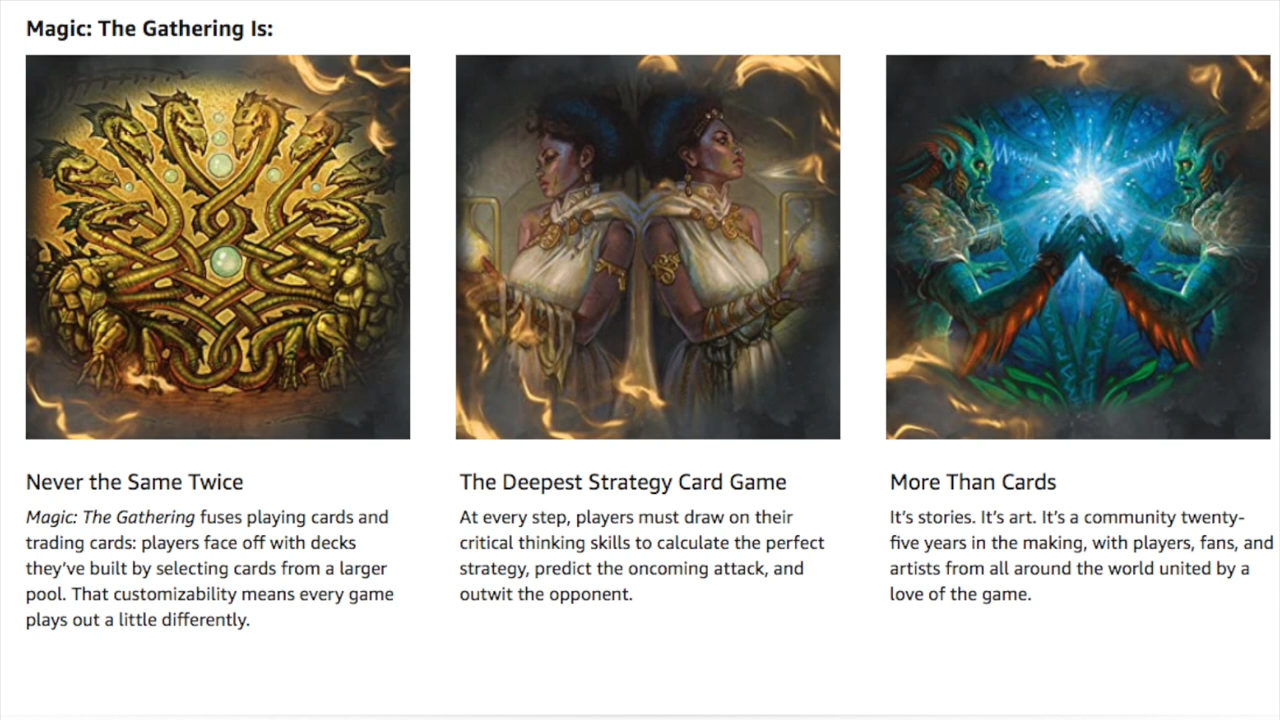 Magic: The Gathering Is:
Never the Same Twice
Magic: The Gathering fuses playing cards and
trading cards: players face off with decks
they’ve built by selecting cards from a larger
pool. That customizability means every game
plays out a little differently.
The Deepest Strategy Card Game
At every step, players must draw on their
critical thinking skills to calculate the perfect
strategy, predict the oncoming attack, and
outwit the opponent.
More Than Cards
It’s stories. It’s art. It’s a community twenty-
five years in the making, with players, fans, and
artists from all around the world united by a
love of the game.